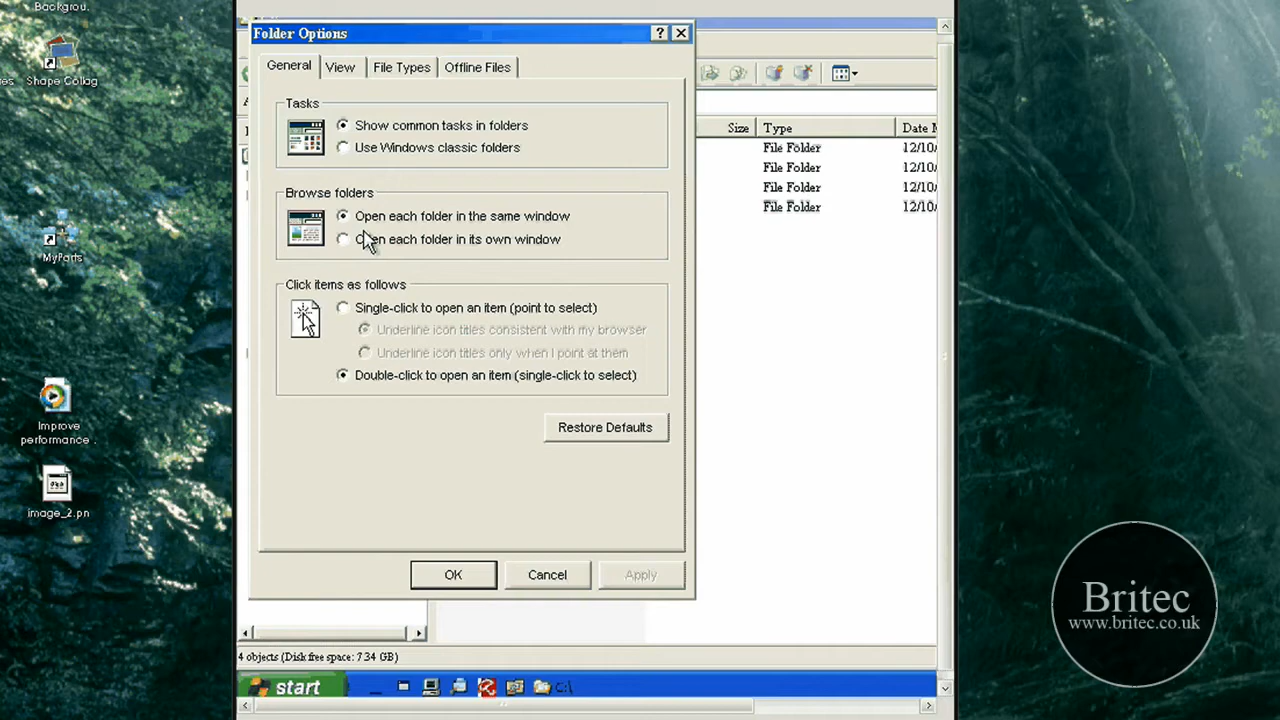 Backgrou.
Shape Collag
MyParts
Improve
performance .
image_2.pn
Folder Options
General
View
File Types
Offline Files
Tasks
Show common tasks in folders
Use Windows classic folders
Browse folders
Open each folder in the same window
Open each folder in its own window
Click items as follows
Single-click to open an item (point to select)
Underline icon titles consistent with my browser
Underline icon titles only when I point at them
Double-click to open an item (single-click to select)
Restore Defaults
OK
Cancel
Apply
Size
Type
Date M
File Folder
12/10/
File Folder
12/10/
File Folder
12/10/
File Folder
12/10/
4 objects (Disk free space: 7.34 GB)
start
C:\
Britec
www.britec.co.uk